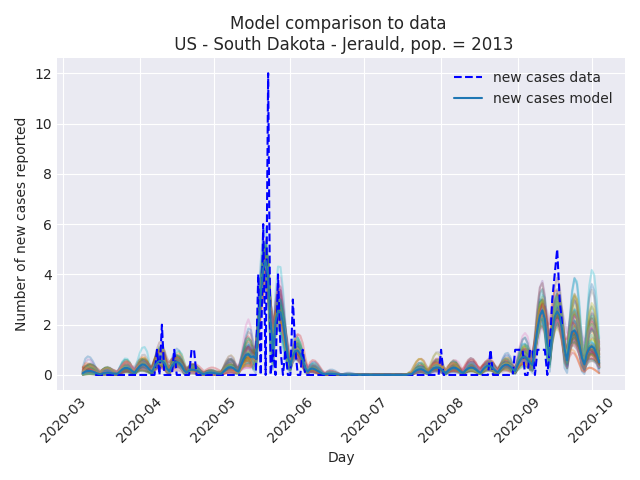 Model comparison to data
US - South Dakota - Jerauld, pop. = 2013
new cases data
new cases model
Number of new cases reported
12
10
8
6
4
2
0
2020-03
2020-04
2020-05
2020-06
2020-07
2020-08
2020-09
2020-10
Day